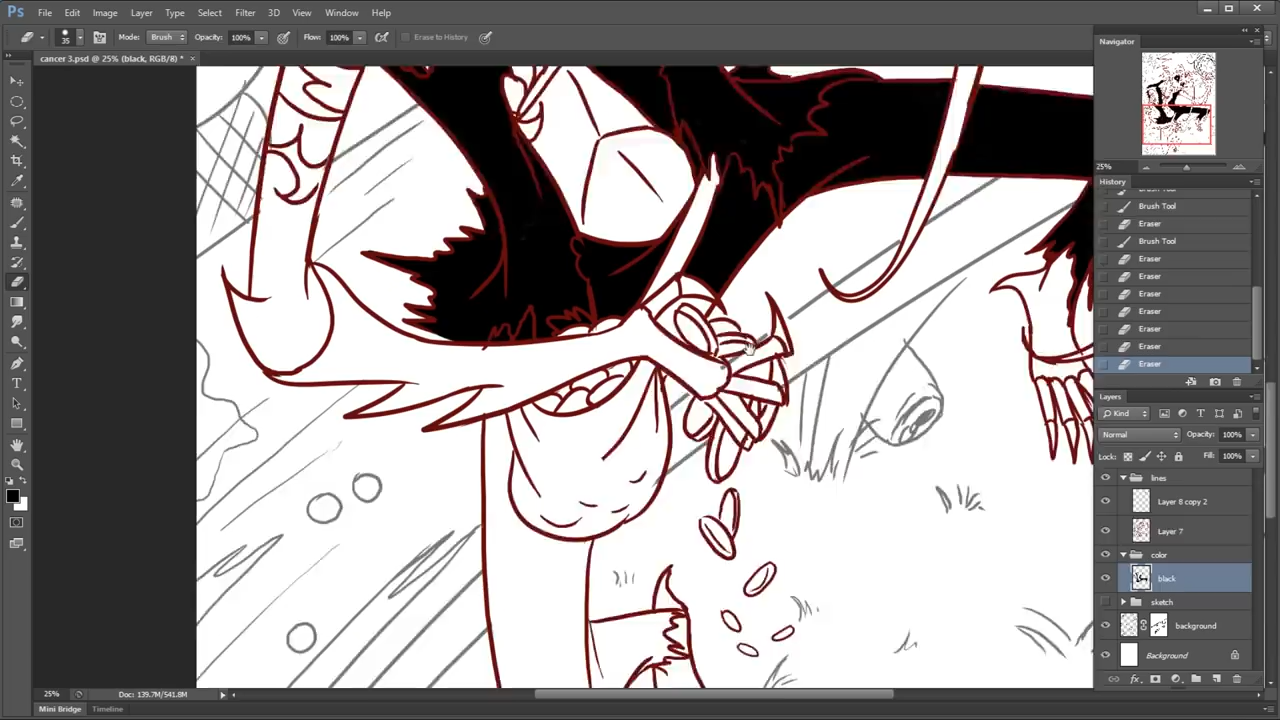 Ps File Edit Image Layer Type Select Filter 3D View Window Help
35 Mode: Brush Opacity: 100% Flow: 100% Erase to History
cancer 3.psd @ 25% (black, RGB/8) * ×
Navigator
25%
History
Brush Tool
Brush Tool
Eraser
Brush Tool
Eraser
Eraser
Eraser
Eraser
Eraser
Eraser
Eraser
Layers
Kind
Normal Opacity: 100%
Lock: Fill: 100%
lines
Layer 8 copy 2
Layer 7
color
black
sketch
background
Background
25% Doc: 139.7M/541.8M
Mini Bridge Timeline